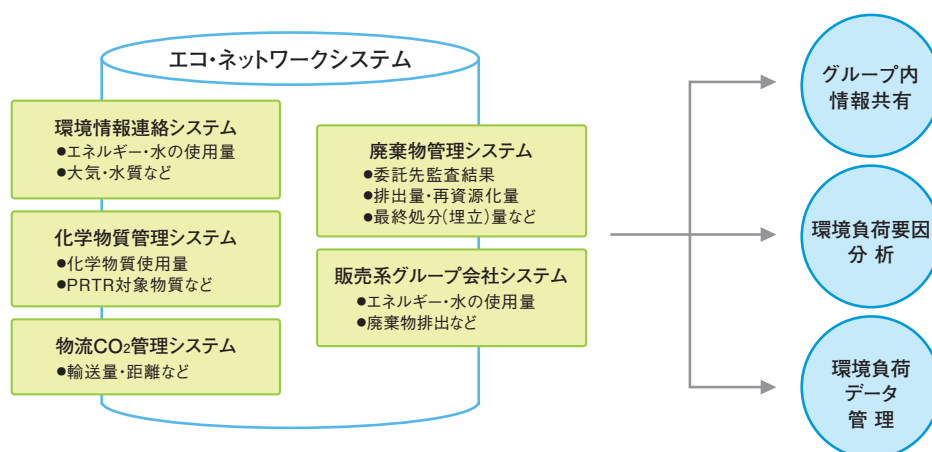 エコ・ネットワークシステム
環境情報連絡システム
●エネルギー・水の使用量
●大気・水質など
化学物質管理システム
●化学物質使用量
●PRTR対象物質など
物流CO₂管理システム
●輸送量・距離など
廃棄物管理システム
●委託先監査結果
●排出量・再資源化量
●最終処分(埋立)量など
販売系グループ会社システム
●エネルギー・水の使用量
●廃棄物排出など
グループ内
情報共有
環境負荷要因
分 析
環境負荷
データ
管 理